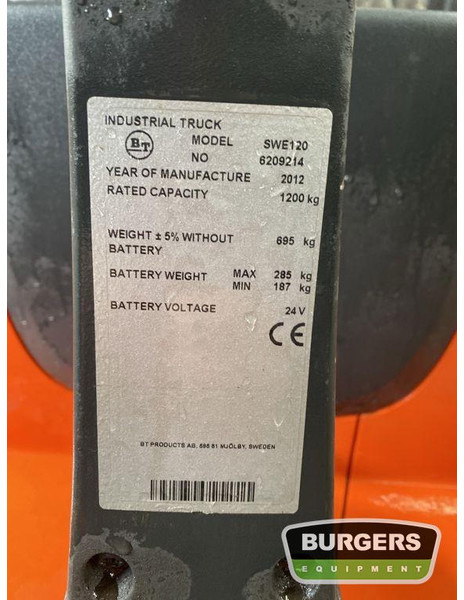 INDUSTRIAL TRUCK
BT MODEL SWE120
NO 6209214
YEAR OF MANUFACTURE 2012
RATED CAPACITY 1200 kg
WEIGHT ± 5% WITHOUT BATTERY 695 kg
BATTERY WEIGHT MAX 285 kg
MIN 187 kg
BATTERY VOLTAGE 24 V
CE
BT PRODUCTS AB, 595 81 MJÖLBY, SWEDEN
BURGERS
EQUIPMENT